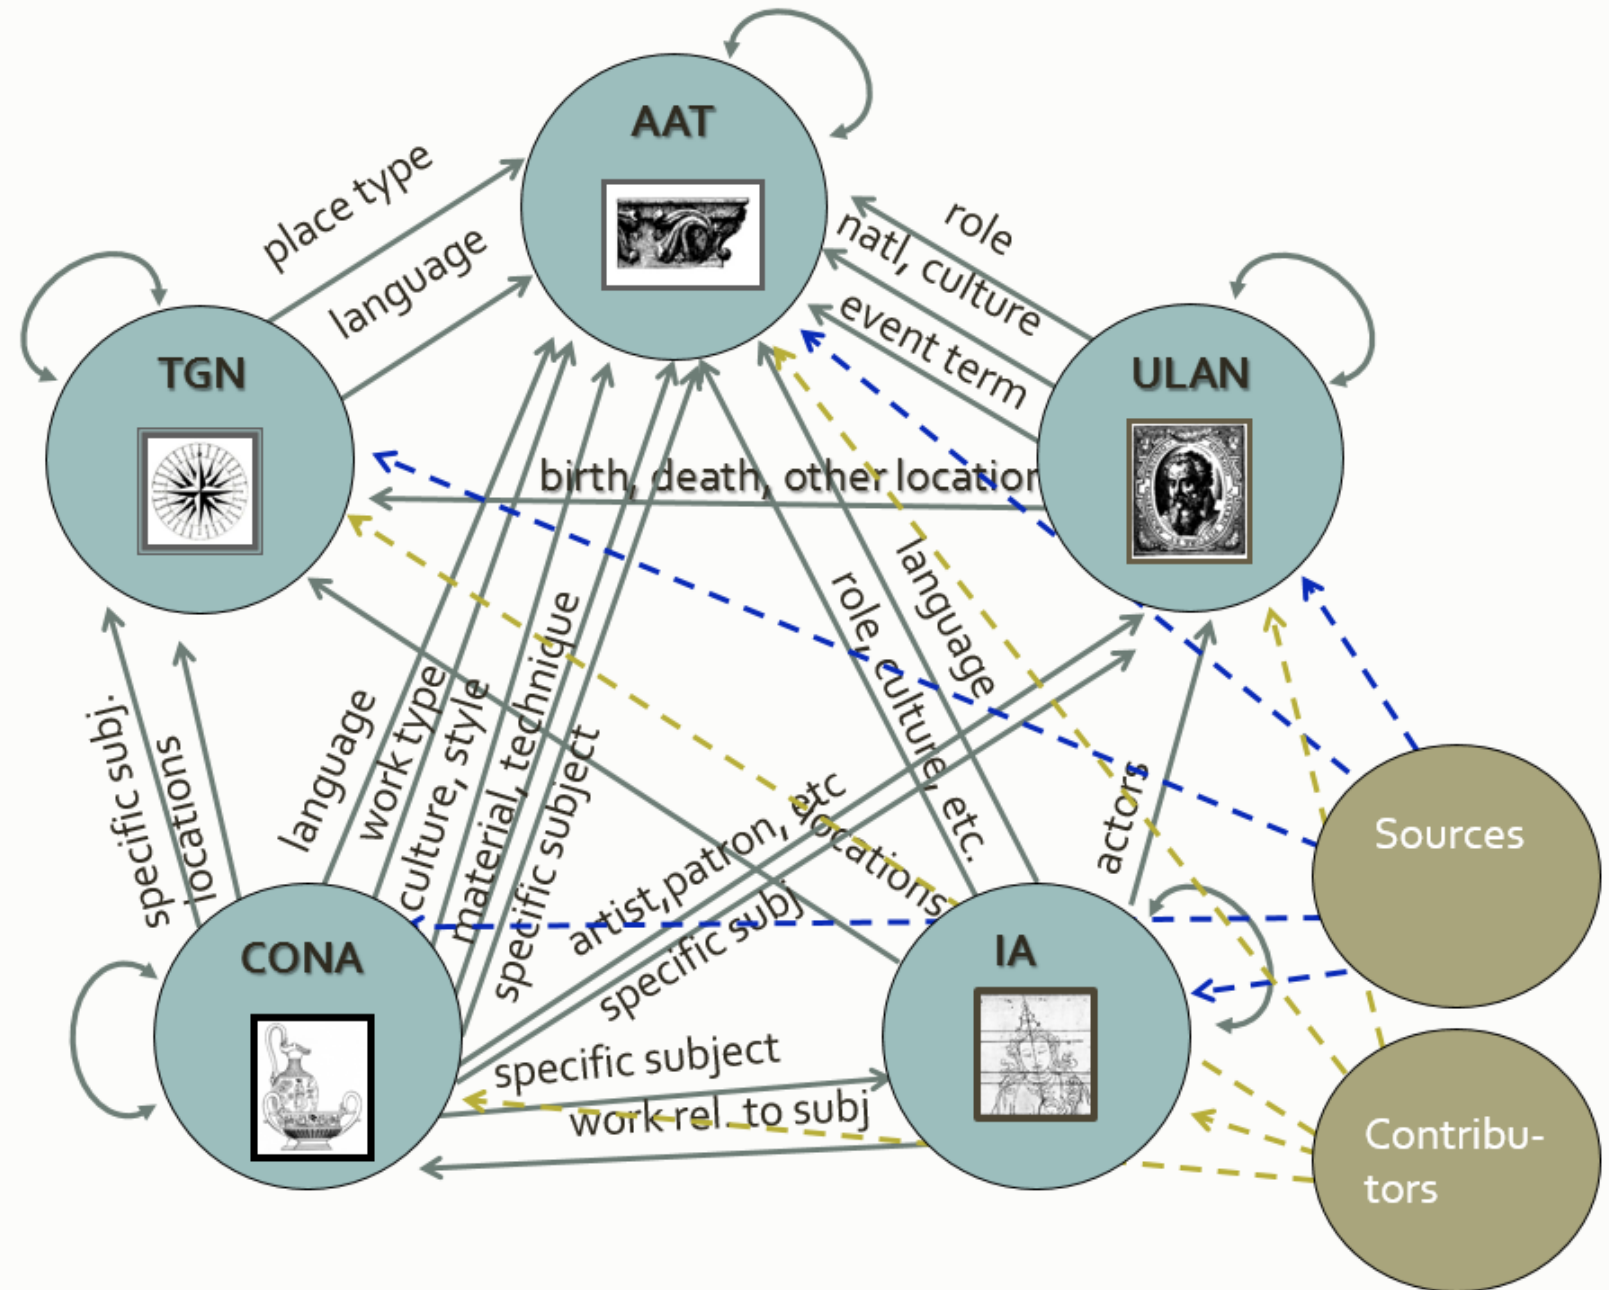 AAT
place type
role
natl, culture
language
event term
TGN
ULAN
birth, death, other location
language
role, culture, etc.
specific subj.
locations
language
work type
culture, style
material, technique
specific subject
artist,patron, etc
specific subj
locations
actors
Sources
CONA
IA
specific subject
work rel. to subj
Contribu-
tors